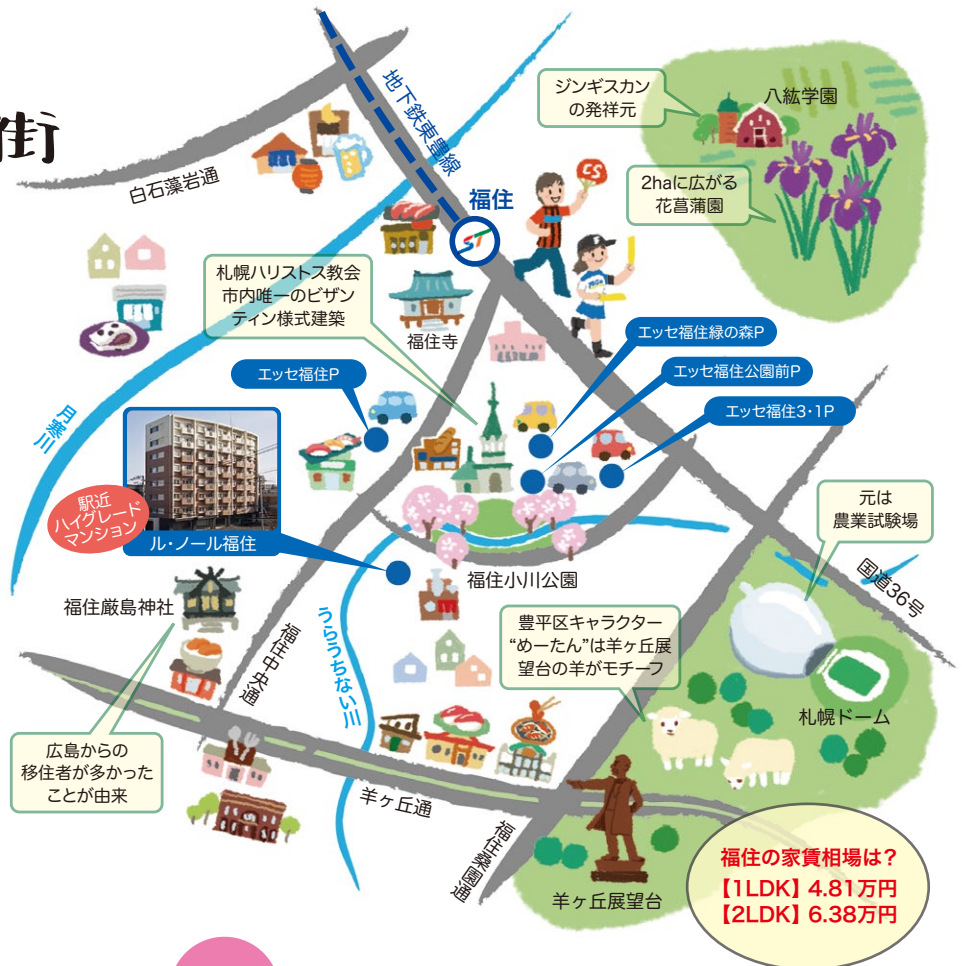 街
地下鉄東豊線
白石藻岩通
福住
ST
CS
F
ジンギスカン
の発祥元
八紘学園
2haに広がる
花菖蒲園
札幌ハリストス教会
市内唯一のビザン
ティン様式建築
福住寺
エッセ福住緑の森P
エッセ福住公園前P
エッセ福住3・1P
エッセ福住P
月寒川
駅近
ハイグレード
マンション
ル・ノール福住
元は
農業試験場
国道36号
福住小川公園
福住厳島神社
福住中央通
うらうちない川
豊平区キャラクター
“めーたん”は羊ヶ丘展
望台の羊がモチーフ
札幌ドーム
広島からの
移住者が多かった
ことが由来
羊ヶ丘通
福住桑園通
羊ヶ丘展望台
福住の家賃相場は?
【1LDK】4.81万円
【2LDK】6.38万円